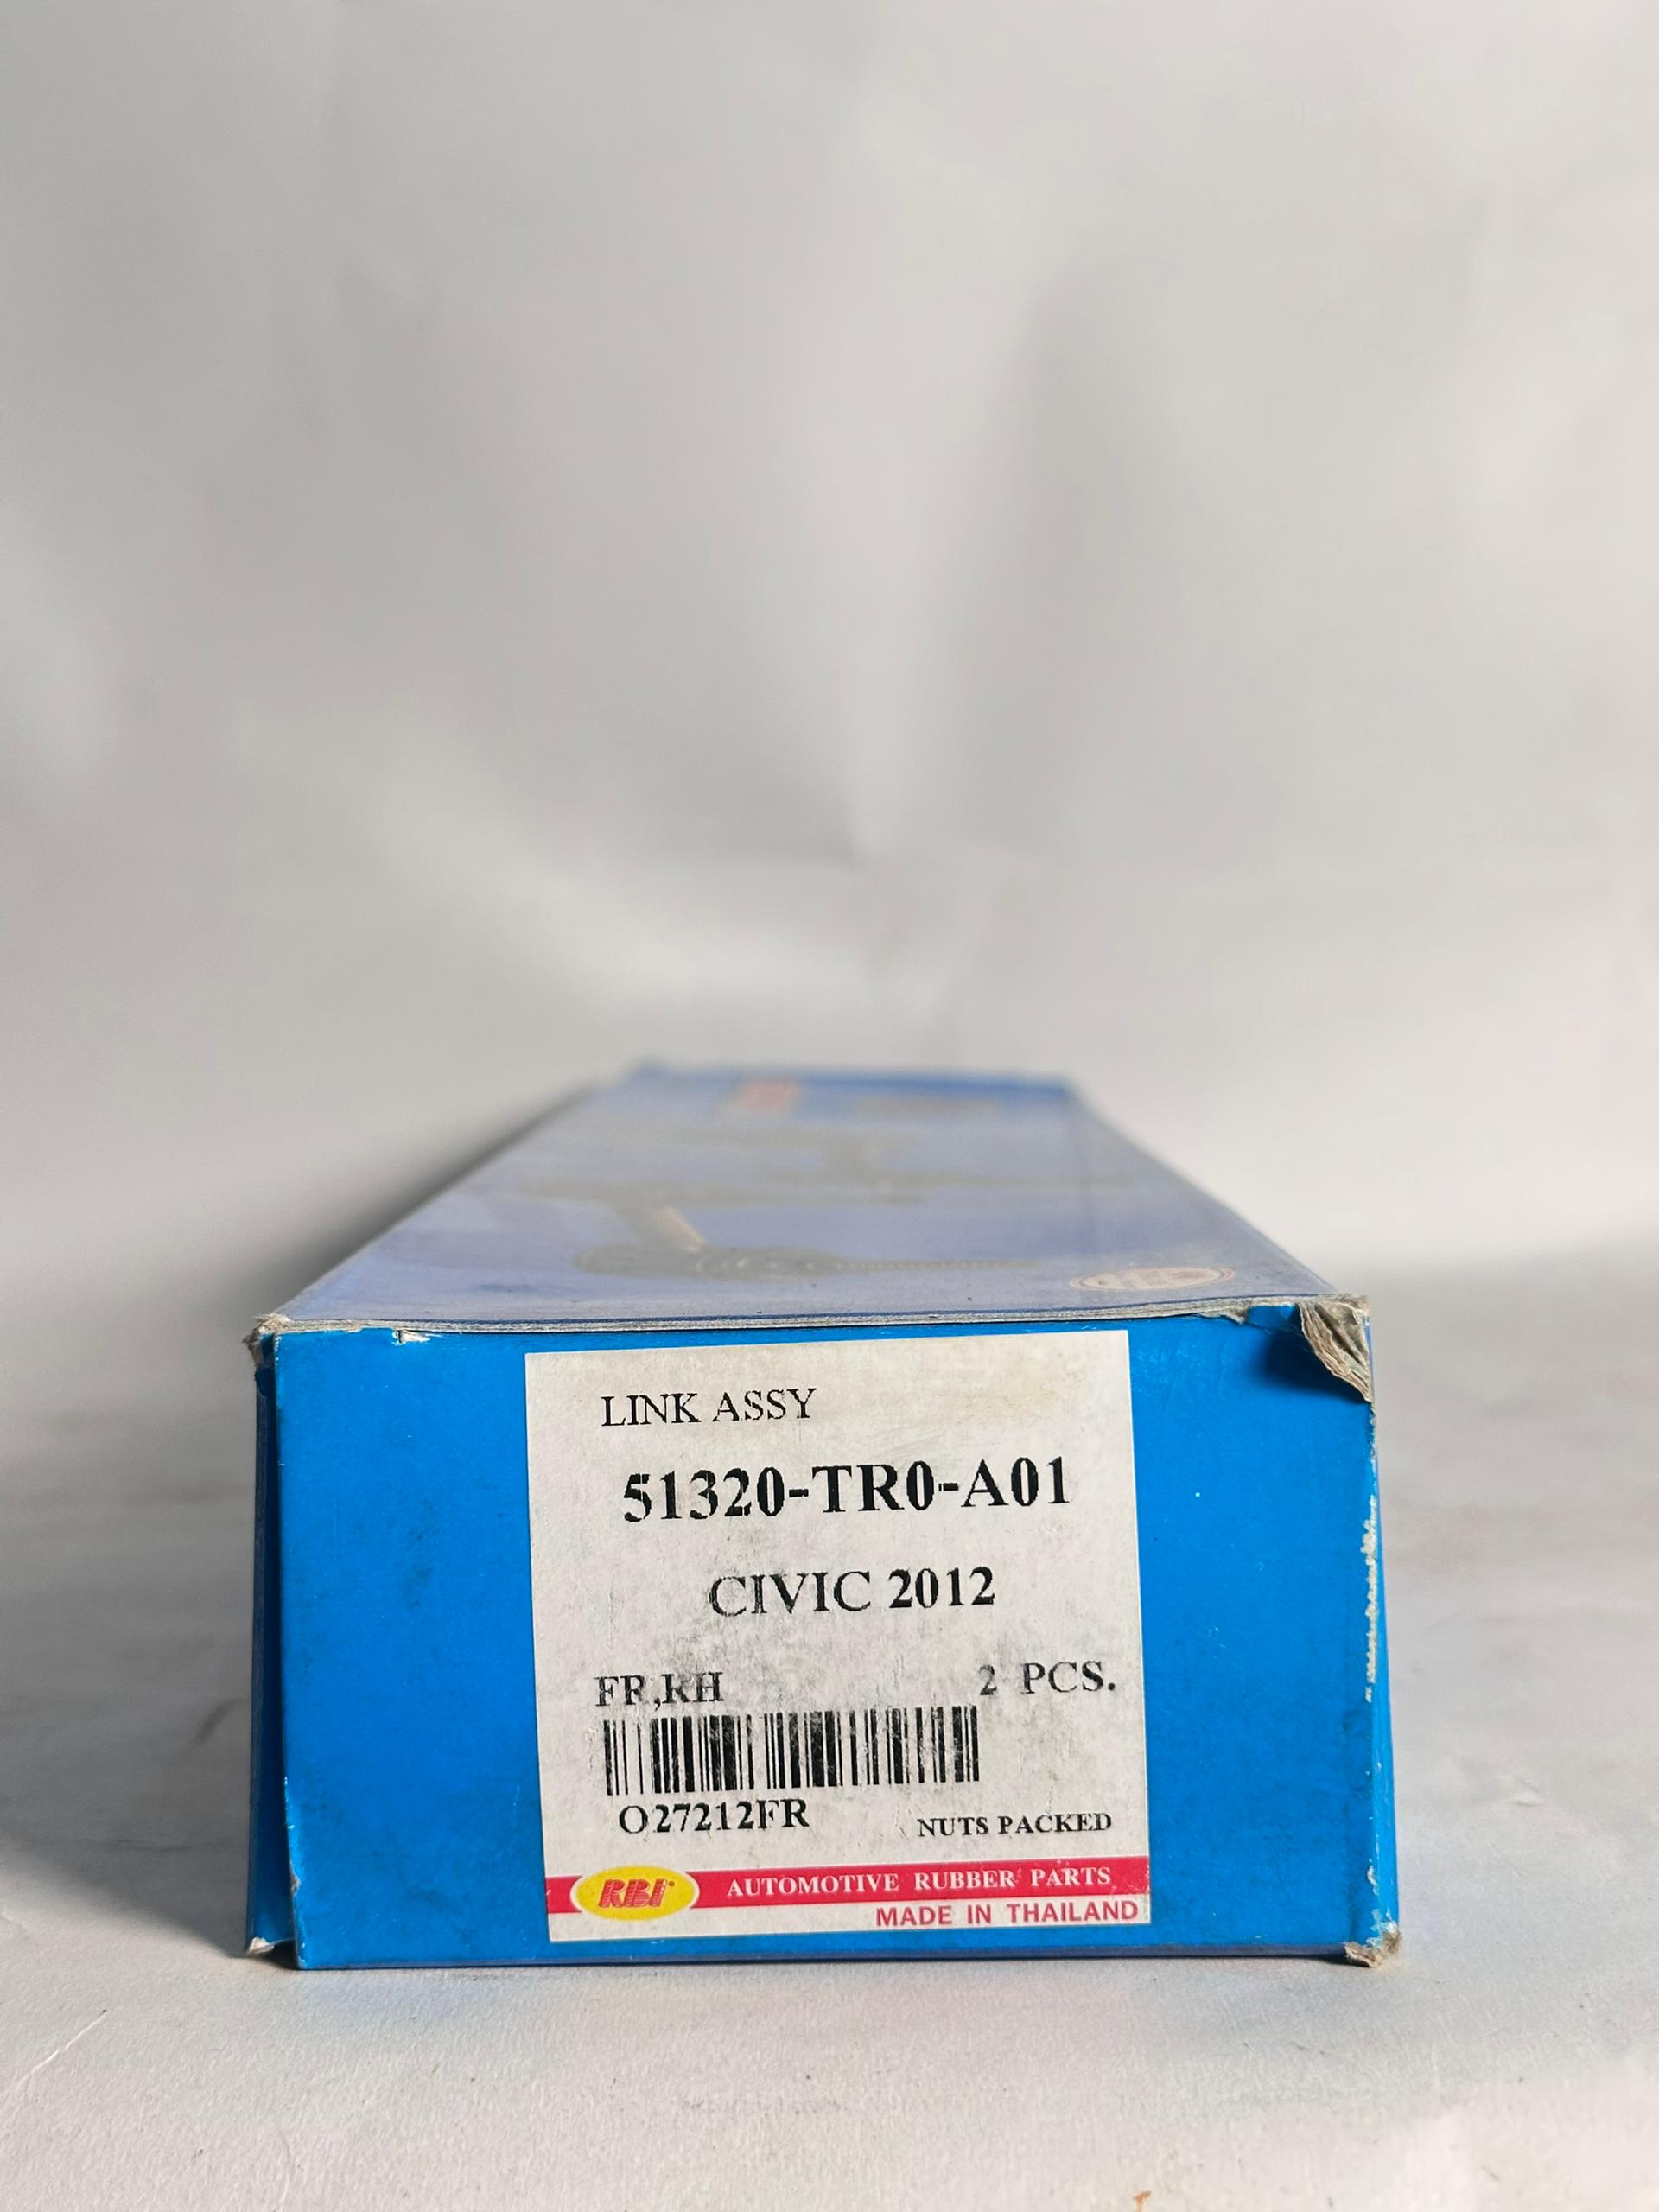 LINK ASSY
51320-TR0-A01
CIVIC 2012
FR,RH 2 PCS.
O27212FR NUTS PACKED
RBI AUTOMOTIVE RUBBER PARTS
MADE IN THAILAND